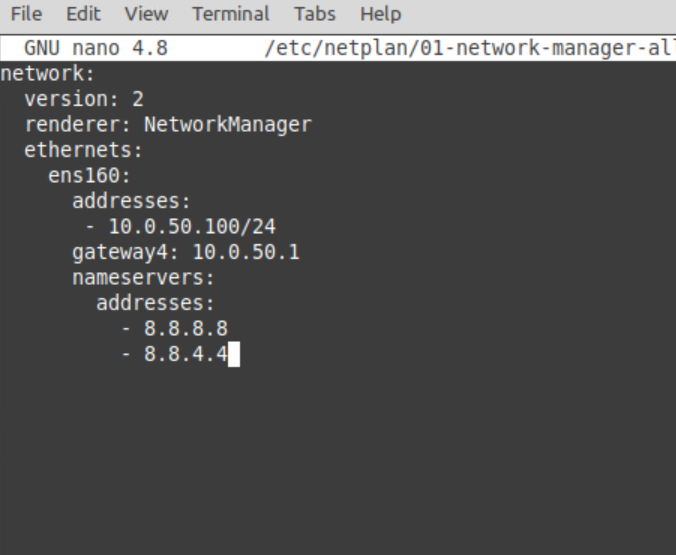 File Edit View Terminal Tabs Help
GNU nano 4.8 /etc/netplan/01-network-manager-all
network:
  version: 2
  renderer: NetworkManager
  ethernets:
    ens160:
      addresses:
       - 10.0.50.100/24
      gateway4: 10.0.50.1
      nameservers:
        addresses:
          - 8.8.8.8
          - 8.8.4.4